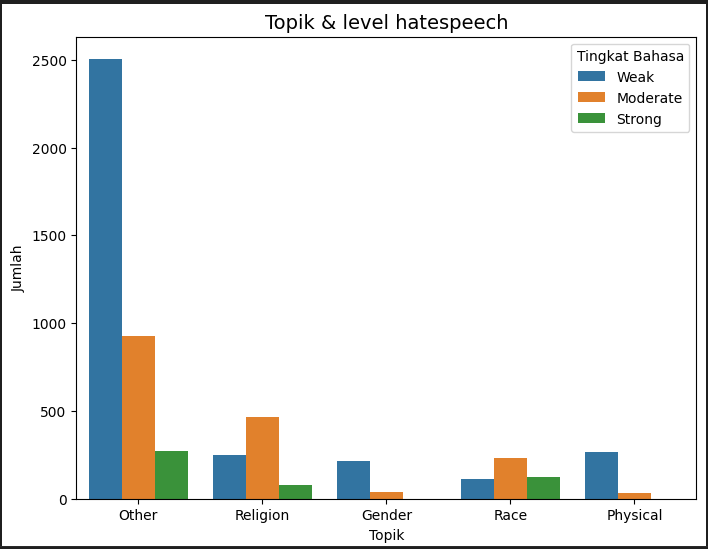 Topik & level hatespeech
Tingkat Bahasa
Weak
Moderate
Strong
2500
2000
1500
1000
500
0
Jumlah
Other Religion Gender Race Physical
Topik